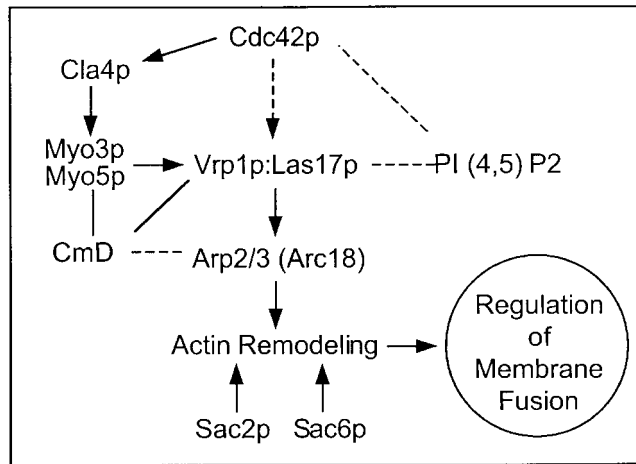 Cdc42p
Cla4p
Myo3p
Myo5p
Vrp1p:Las17p
PI (4,5) P2
CmD
Arp2/3 (Arc18)
Actin Remodeling
Regulation
of
Membrane
Fusion
Sac2p
Sac6p